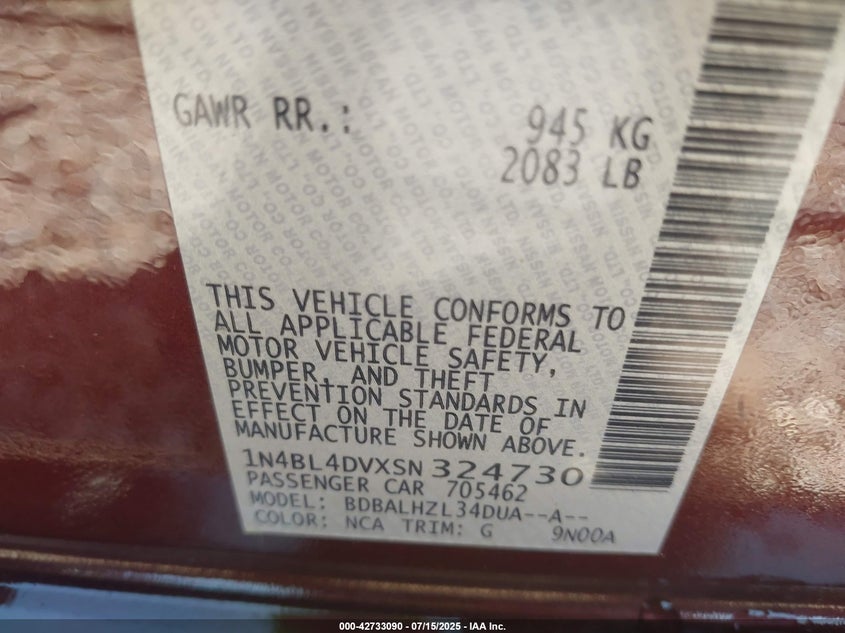 GAWR RR.: 945 KG
2083 LB
THIS VEHICLE CONFORMS TO
ALL APPLICABLE FEDERAL
MOTOR VEHICLE SAFETY,
BUMPER, AND THEFT
PREVENTION STANDARDS IN
EFFECT ON THE DATE OF
MANUFACTURE SHOWN ABOVE.
1N4BL4DVXSN324730
PASSENGER CAR 705462
MODEL: BDBALHZL34DUA--A--
COLOR: NCA TRIM: G 9N00A
000-42733090 - 07/15/2025 - IAA Inc.